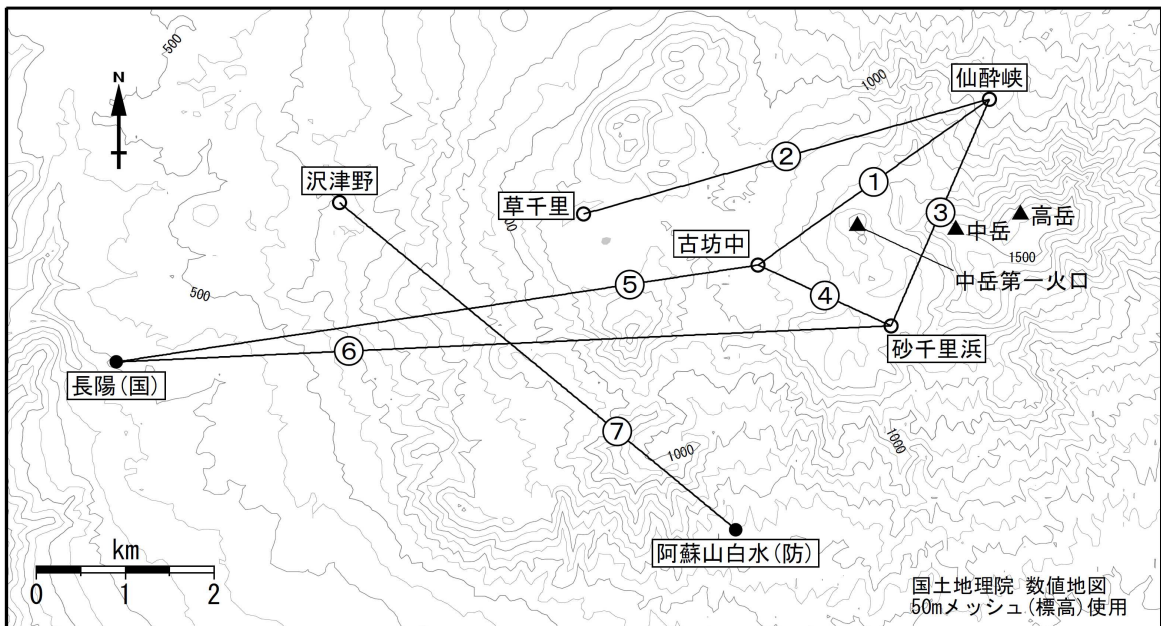 500
1000
仙酔峡
N
②
沢津野
①
草千里
③
▲高岳
▲中岳
古坊中
1500
500
⑤
④
中岳第一火口
⑥
砂千里浜
長陽(国)
⑦
1000
1000
km
阿蘇山白水(防)
0 1 2
国土地理院 数値地図
50mメッシュ(標高)使用